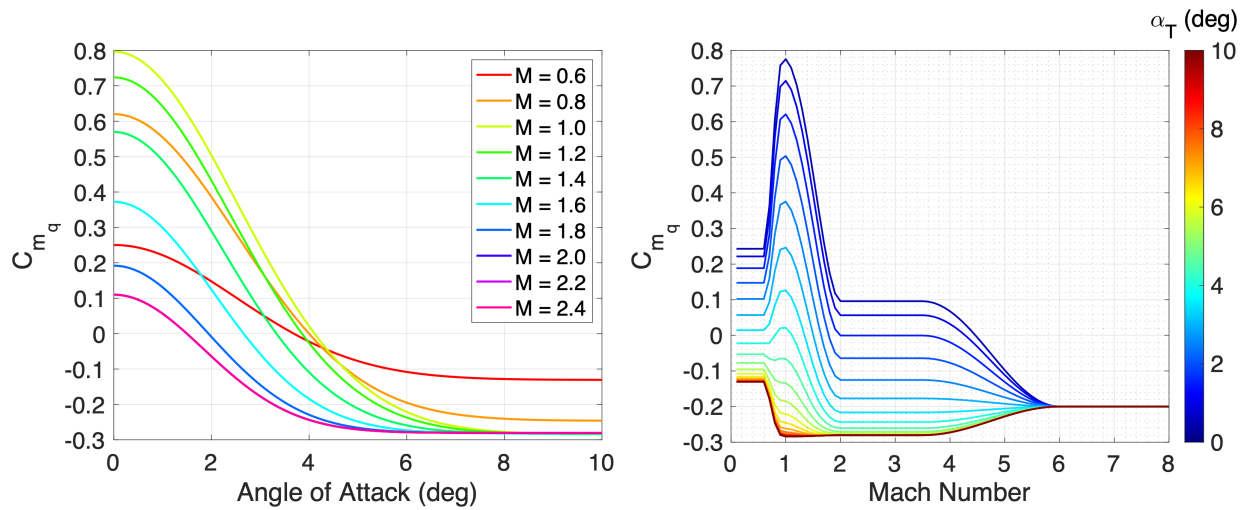 0.8
0.7
0.6
0.5
0.4
0.3
0.2
0.1
0
-0.1
-0.2
-0.3
C_m_q
0 2 4 6 8 10
Angle of Attack (deg)
M = 0.6
M = 0.8
M = 1.0
M = 1.2
M = 1.4
M = 1.6
M = 1.8
M = 2.0
M = 2.2
M = 2.4
0.8
0.7
0.6
0.5
0.4
0.3
0.2
0.1
0
-0.1
-0.2
-0.3
C_m_q
0 1 2 3 4 5 6 7 8
Mach Number
α_T (deg)
10
8
6
4
2
0